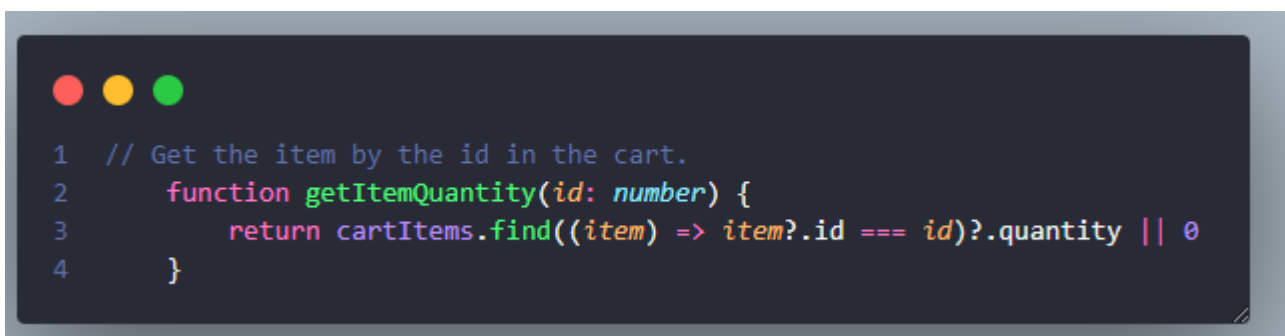 1 // Get the item by the id in the cart.
2     function getItemQuantity(id: number) {
3         return cartItems.find((item) => item?.id === id)?.quantity || 0
4     }